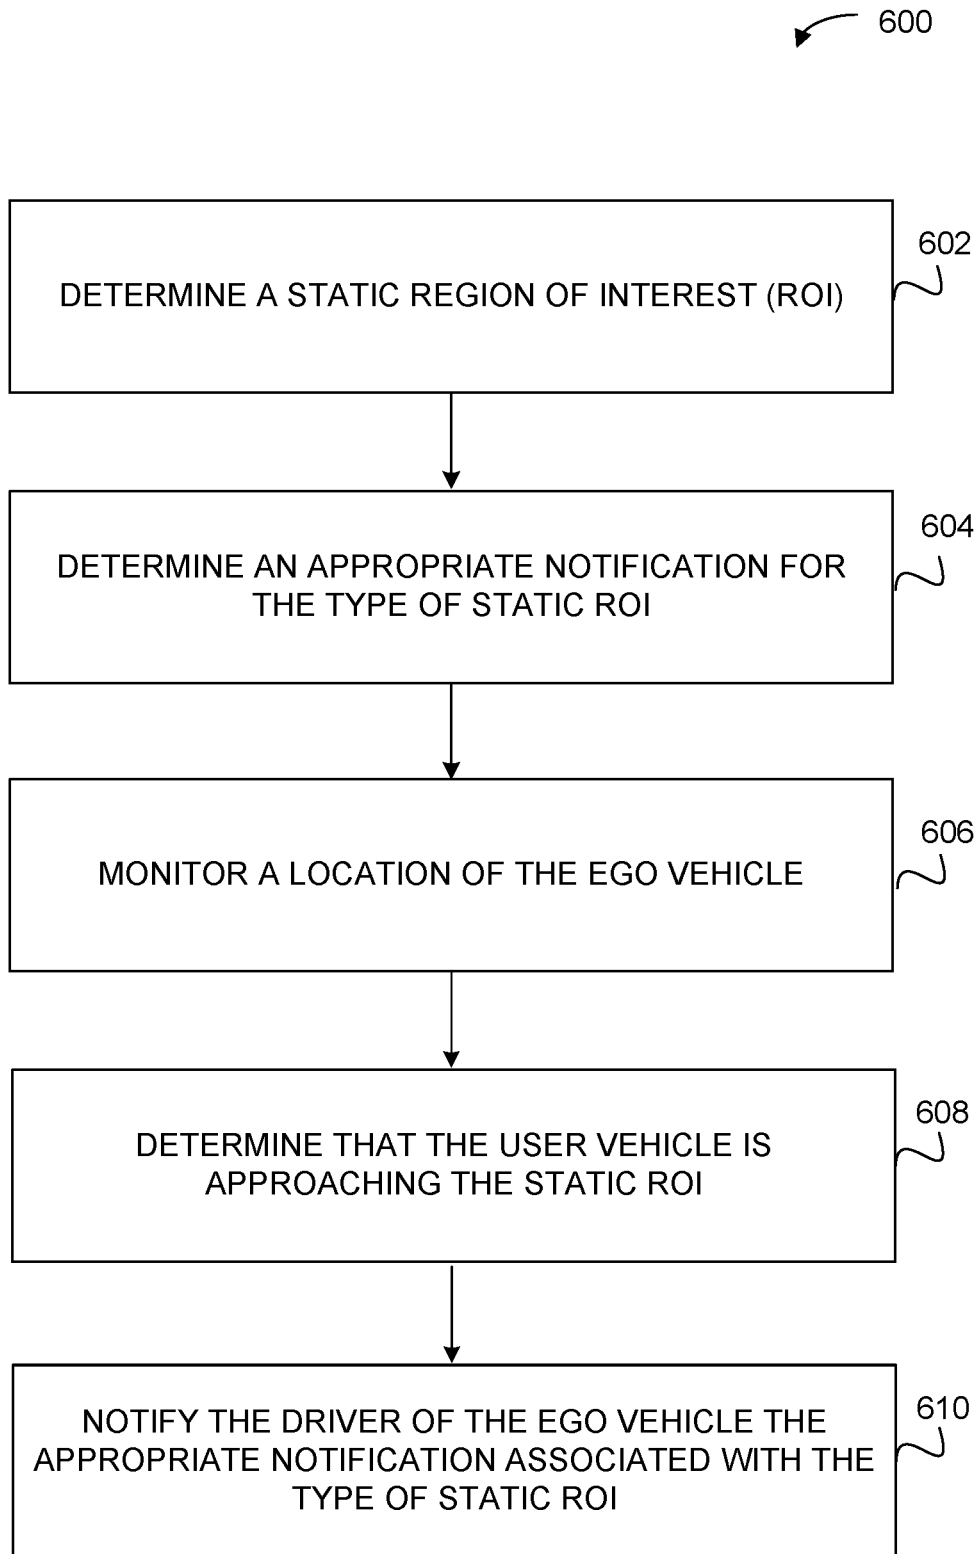 600
DETERMINE A STATIC REGION OF INTEREST (ROI)
602
DETERMINE AN APPROPRIATE NOTIFICATION FOR
THE TYPE OF STATIC ROI
604
MONITOR A LOCATION OF THE EGO VEHICLE
606
DETERMINE THAT THE USER VEHICLE IS
APPROACHING THE STATIC ROI
608
NOTIFY THE DRIVER OF THE EGO VEHICLE THE
APPROPRIATE NOTIFICATION ASSOCIATED WITH THE
TYPE OF STATIC ROI
610